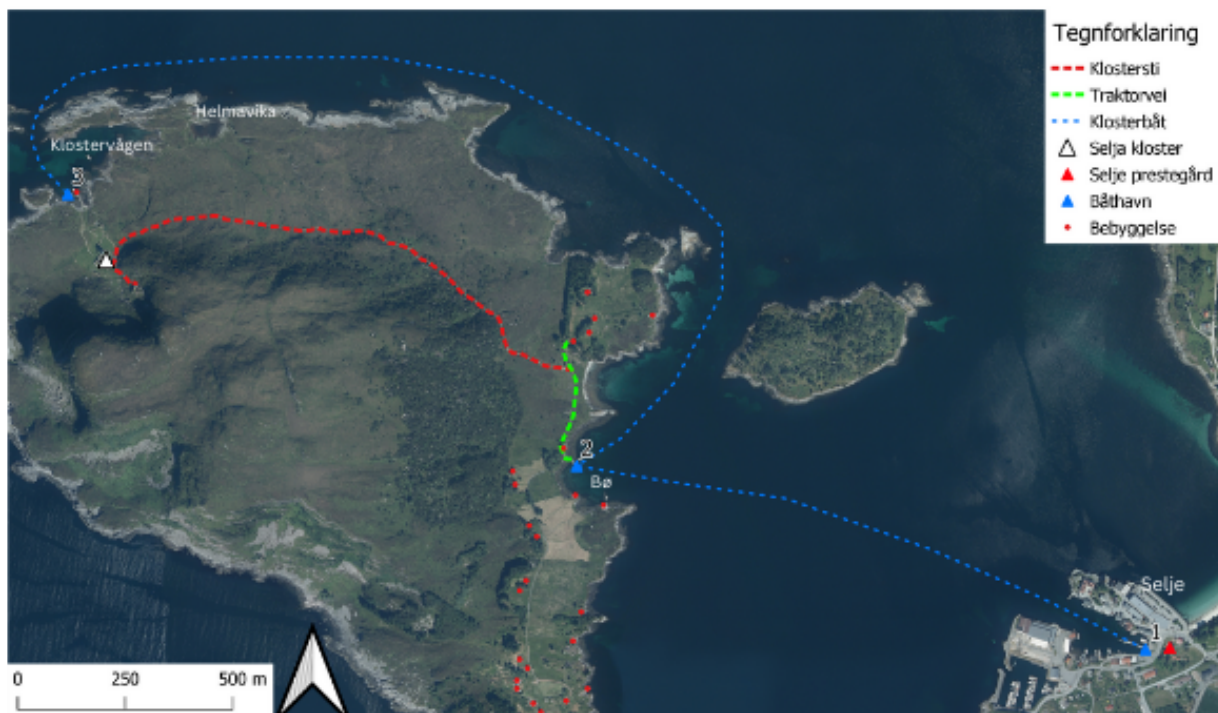 Tegnforklaring
Klostersti
Traktorvei
Klosterbåt
Selja kloster
Selje prestegård
Båthavn
Bebyggelse
Helmavika
Klostervågen
3
2
Bø
Selje
1
0 250 500 m